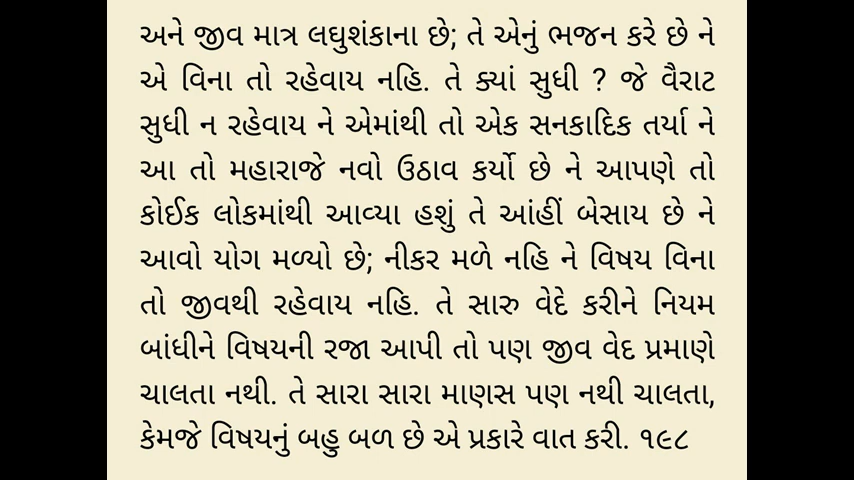 અને જીવ માત્ર લઘુશંકાના છે; તે એનું ભજન કરે છે ને
એ વિના તો રહેવાય નહિ. તે ક્યાં સુધી ? જે વૈરાટ
સુધી ન રહેવાય ને એમાંથી તો એક સનકાદિક તર્યા ને
આ તો મહારાજે નવો ઉઠાવ કર્યો છે ને આપણે તો
કોઈક લોકમાંથી આવ્યા હશું તે આંહીં બેસાય છે ને
આવો યોગ મળ્યો છે; નીકર મળે નહિ ને વિષય વિના
તો જીવથી રહેવાય નહિ. તે સારુ વેદે કરીને નિયમ
બાંધીને વિષયની રજા આપી તો પણ જીવ વેદ પ્રમાણે
ચાલતા નથી. તે સારા સારા માણસ પણ નથી ચાલતા,
કેમજે વિષયનું બહુ બળ છે એ પ્રકારે વાત કરી. ૧૯૮